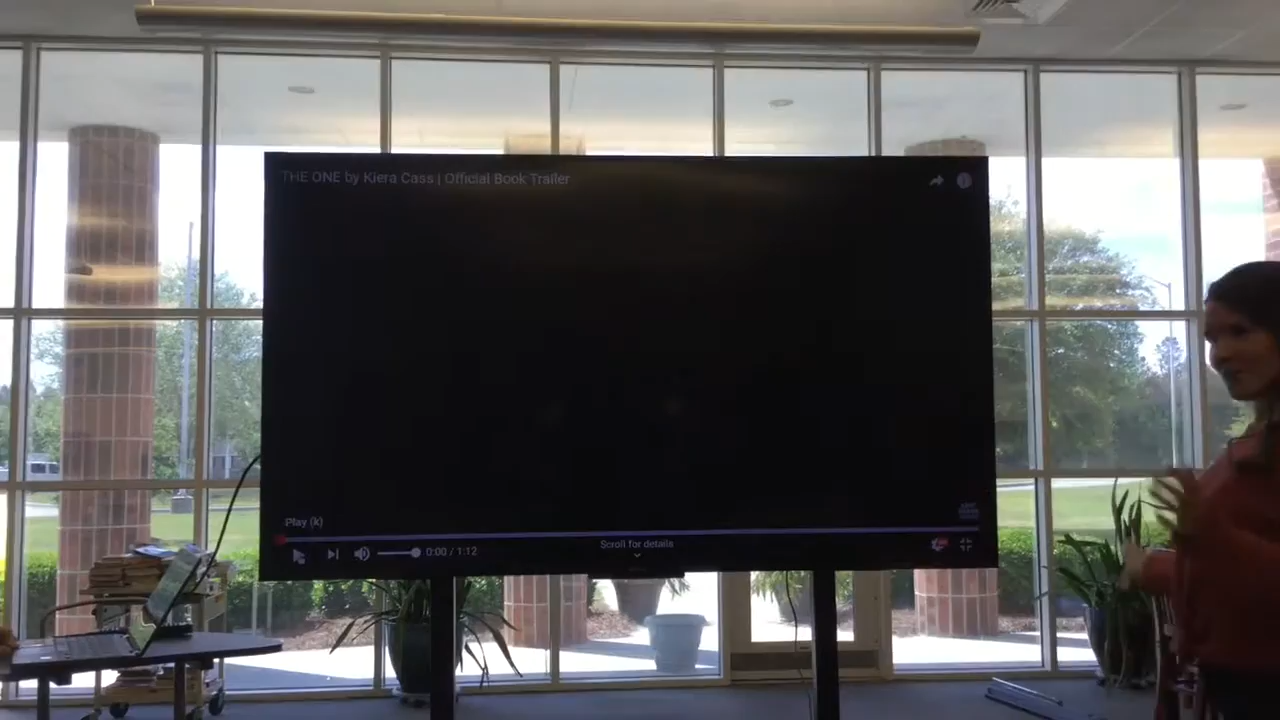 THE ONE by Kiera Cass | Official Book Trailer
Play (k)
0:00 / 1:12
Scroll for details